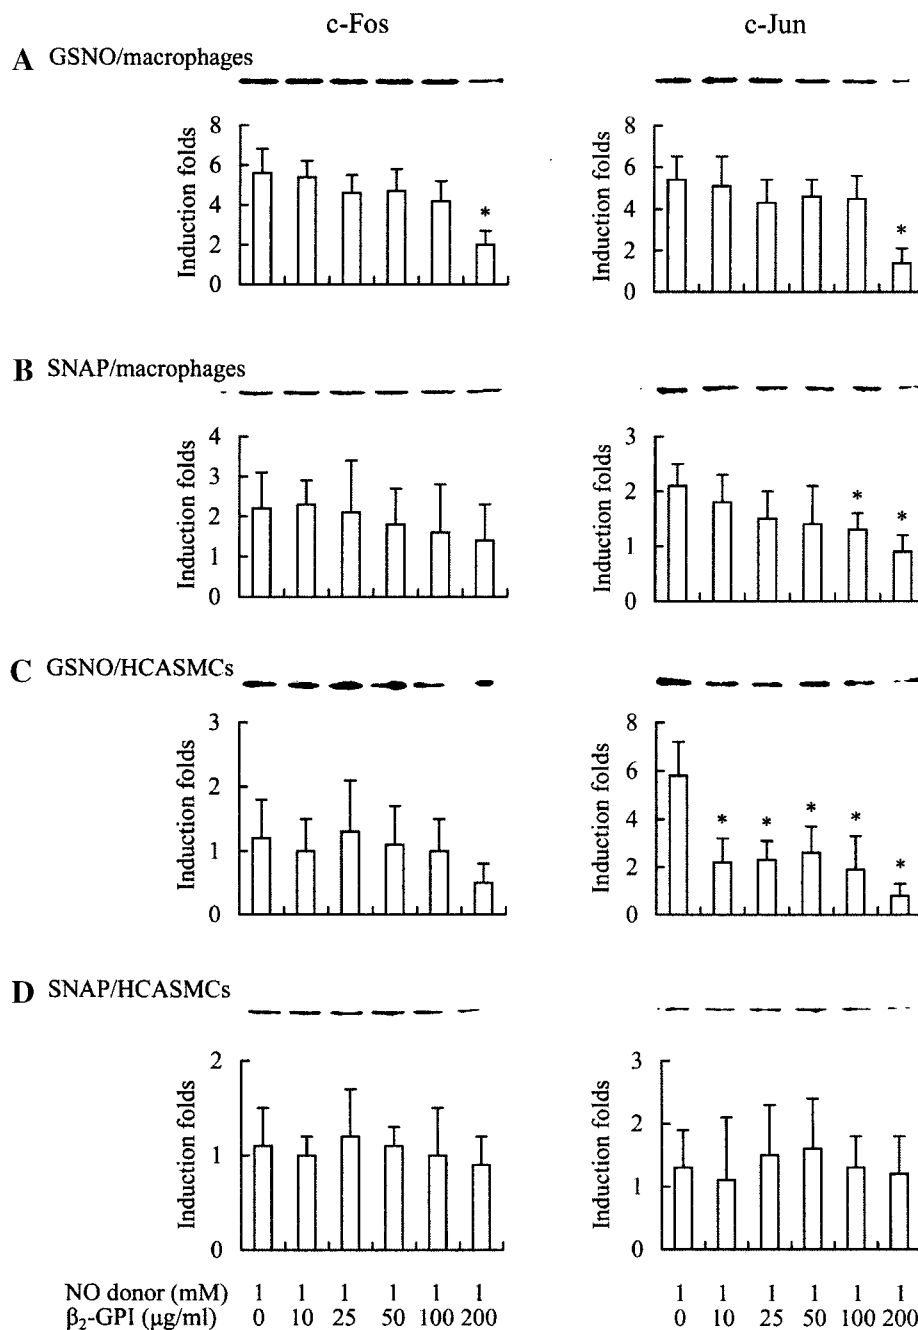 c-Fos c-Jun
A GSNO/macrophages
Induction folds Induction folds
8 8
6 6
4 4
2 2
0 0
* *
B SNAP/macrophages
Induction folds Induction folds
4 3
3 2
2 1
1 0
0
* *
C GSNO/HCASMCs
Induction folds Induction folds
3 8
2 6
1 4
0 2
0
* * * * *
D SNAP/HCASMCs
Induction folds Induction folds
2 3
1 2
0 1
0
NO donor (mM) 1 1 1 1 1 1 1 1 1 1 1 1
β₂-GPI (μg/ml) 0 10 25 50 100 200 0 10 25 50 100 200